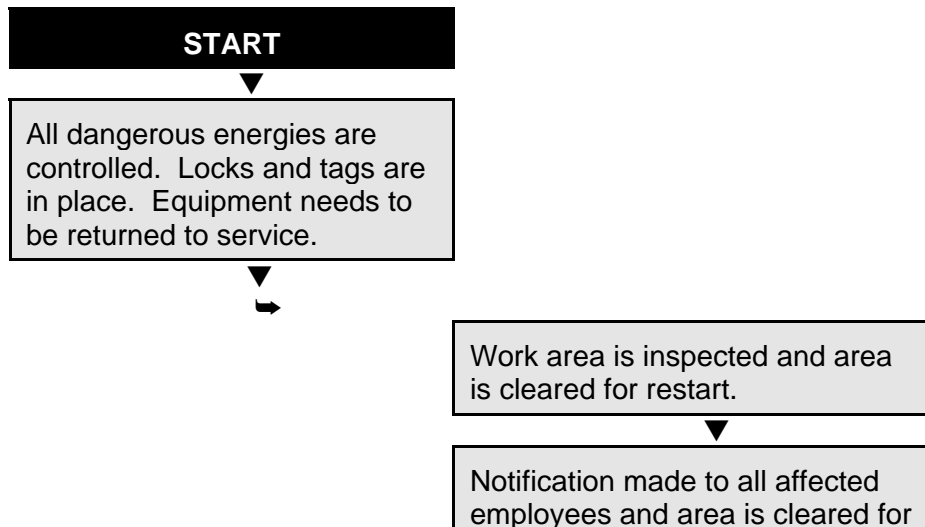 START
All dangerous energies are
controlled.  Locks and tags are
in place.  Equipment needs to
be returned to service.
Work area is inspected and area
is cleared for restart.
Notification made to all affected
employees and area is cleared for